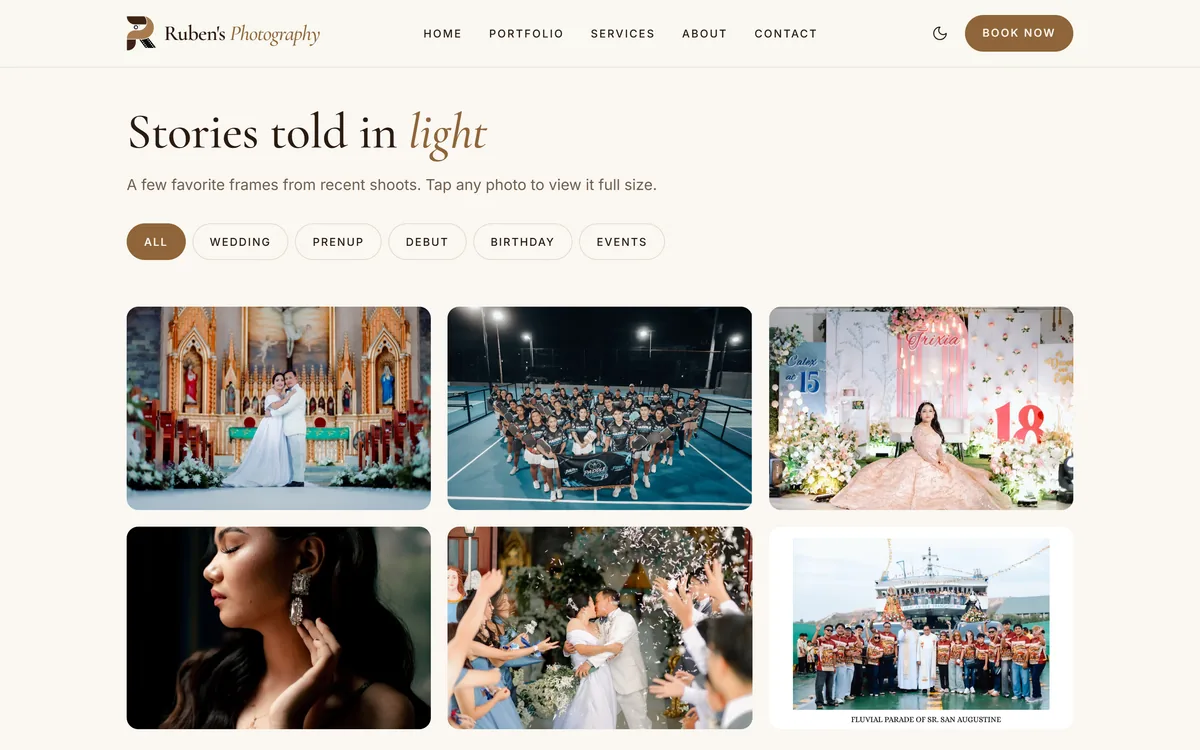 Ruben's Photography
HOME PORTFOLIO SERVICES ABOUT CONTACT
BOOK NOW
Stories told in light
A few favorite frames from recent shoots. Tap any photo to view it full size.
ALL WEDDING PRENUP DEBUT BIRTHDAY EVENTS
Trixia
Calex
at 15
18
FLUVIAL PARADE OF SR. SAN AUGUSTINE